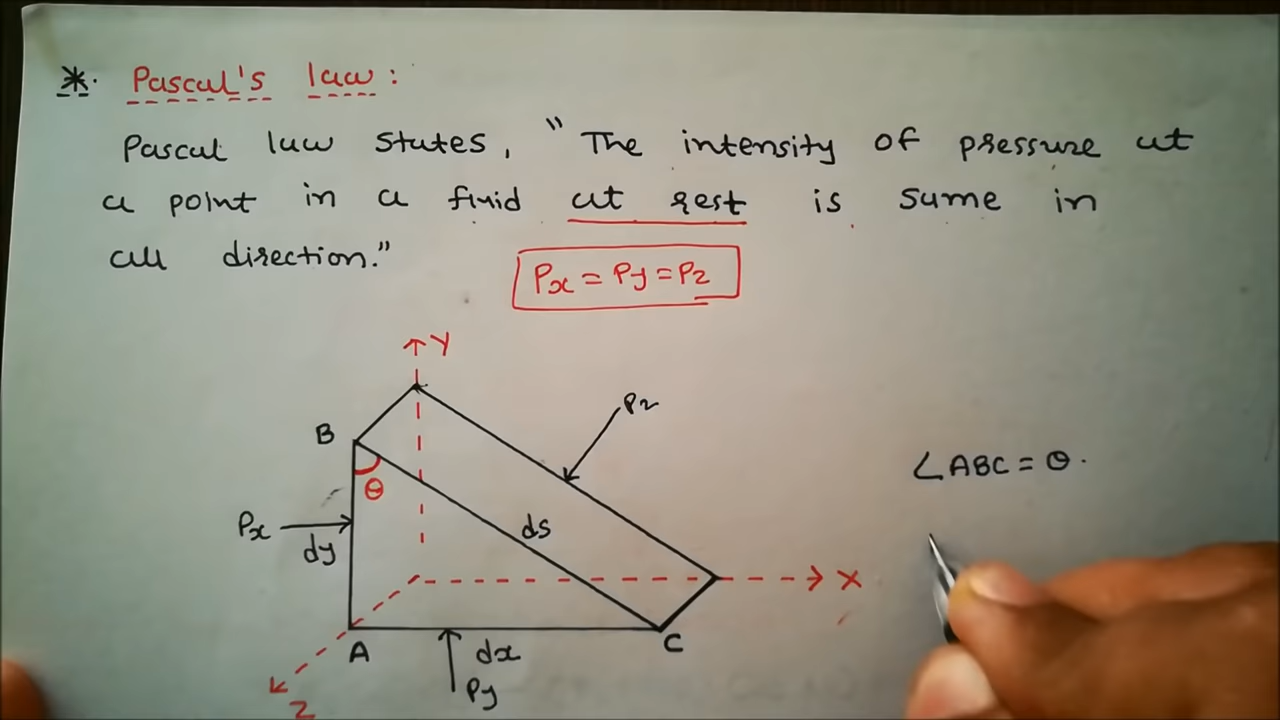 *. Pascal's law:
Pascal law states, "The intensity of pressure at
a point in a fluid at rest is same in
all direction."
Px = Py = Pz
Y
Pz
B
θ
∠ABC = θ.
Px
dy
ds
X
A
dx
C
Py
Z